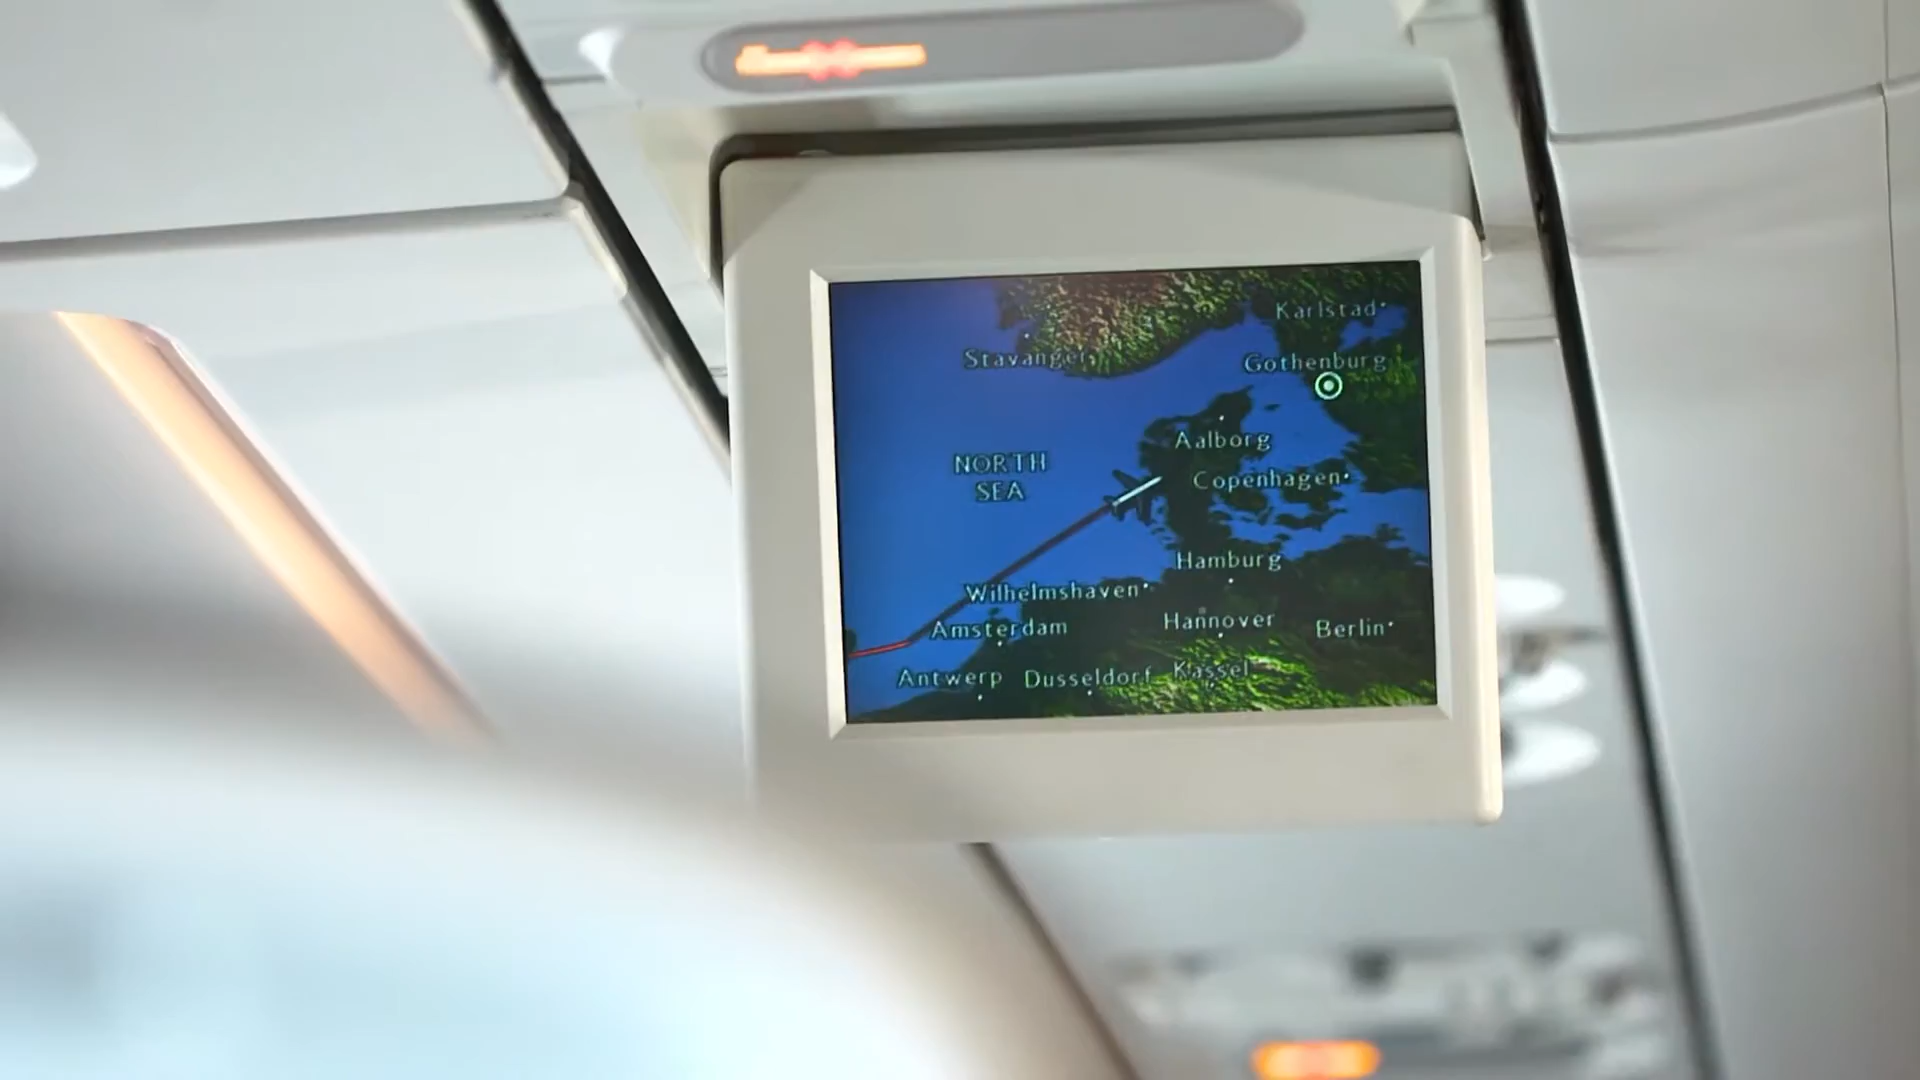 Karlstad
Stavanger
Gothenburg
Aalborg
NORTH
SEA
Copenhagen
Hamburg
Wilhelmshaven
Amsterdam
Hannover
Berlin
Antwerp
Dusseldorf
Kassel